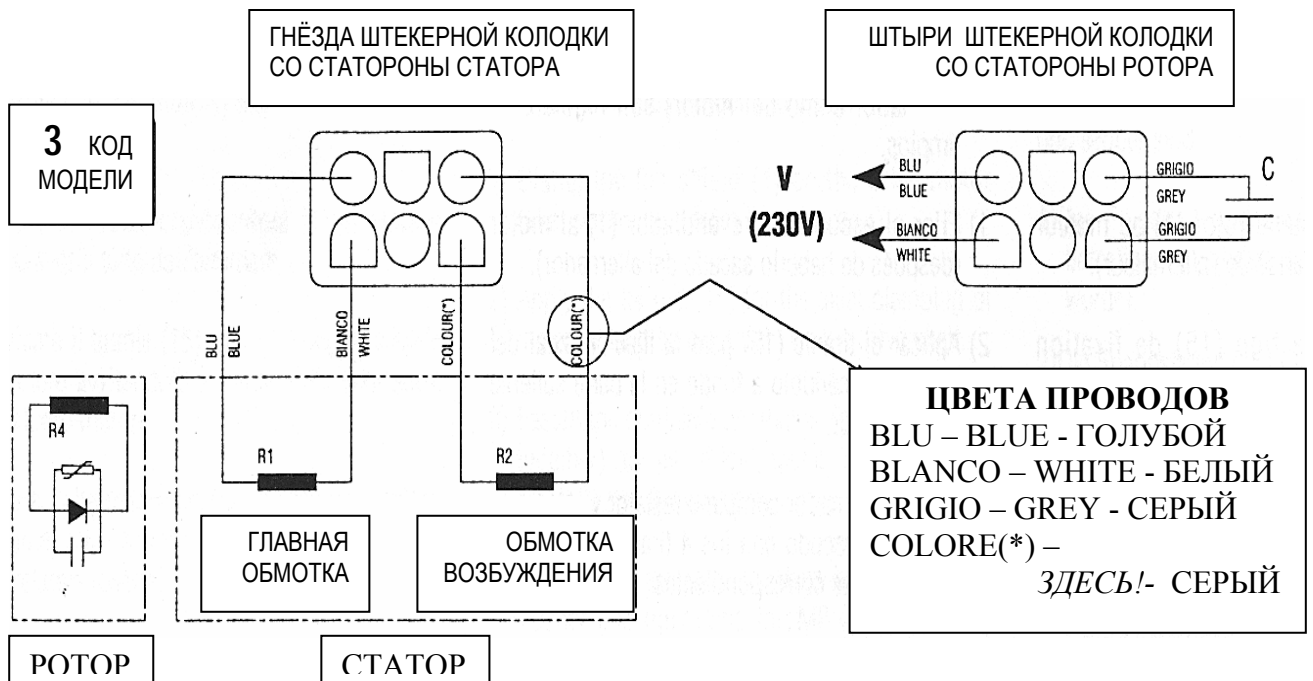 ГНЁЗДА ШТЕКЕРНОЙ КОЛОДКИ
СО СТАТОРОНЫ СТАТОРА
ШТЫРИ ШТЕКЕРНОЙ КОЛОДКИ
СО СТАТОРОНЫ РОТОРА
3 КОД
МОДЕЛИ
V
(230V)
BLU
BLUE
BIANCO
WHITE
GRIGIO
GREY
GRIGIO
GREY
C
BLU
BLUE
BIANCO
WHITE
COLOUR(*)
COLOUR(*)
R4
R1
R2
ГЛАВНАЯ
ОБМОТКА
ОБМОТКА
ВОЗБУЖДЕНИЯ
ЦВЕТА ПРОВОДОВ
BLU – BLUE - ГОЛУБОЙ
BLANCO – WHITE - БЕЛЫЙ
GRIGIO – GREY - СЕРЫЙ
COLORE(*) –
ЗДЕСЬ!- СЕРЫЙ
РОТОР
СТАТОР